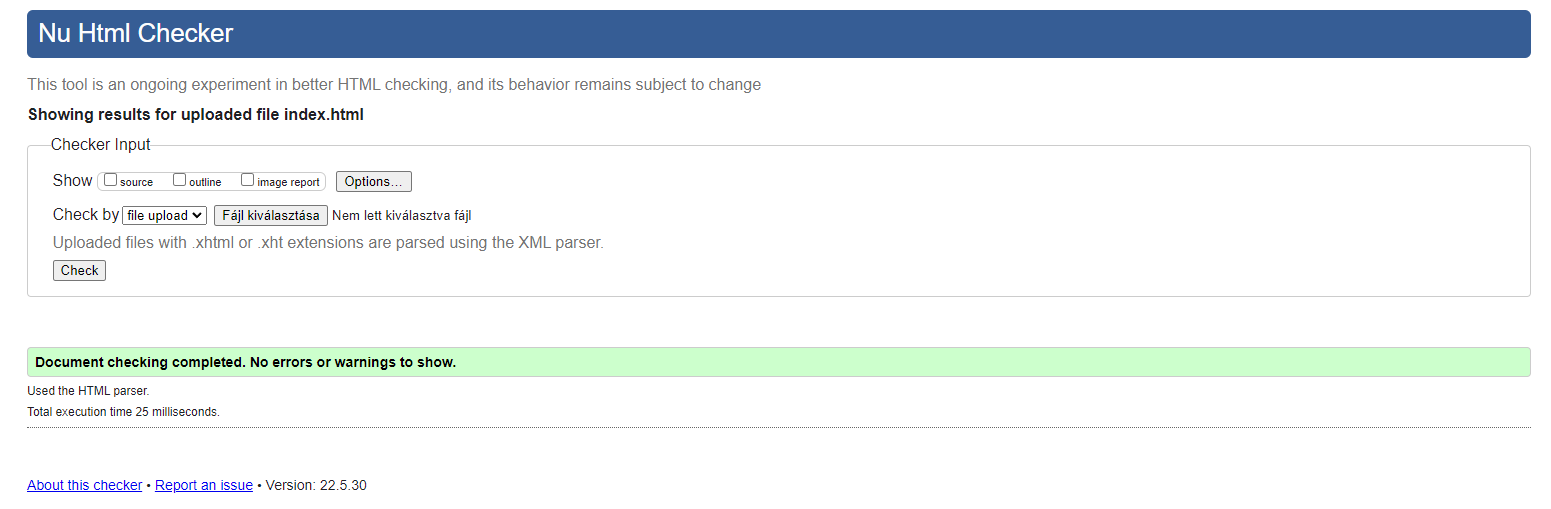 Nu Html Checker
This tool is an ongoing experiment in better HTML checking, and its behavior remains subject to change
Showing results for uploaded file index.html
Checker Input
Show source outline image report Options...
Check by file upload Fájl kiválasztása Nem lett kiválasztva fájl
Uploaded files with .xhtml or .xht extensions are parsed using the XML parser.
Check
Document checking completed. No errors or warnings to show.
Used the HTML parser.
Total execution time 25 milliseconds.
About this checker • Report an issue • Version: 22.5.30